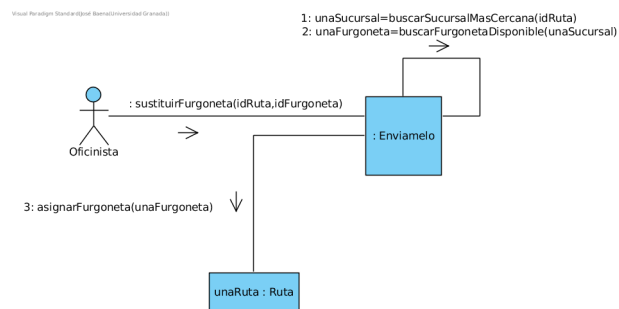 Visual Paradigm Standard(José Baena(Universidad Granada))
1: unaSucursal=buscarSucursalMasCercana(idRuta)
2: unaFurgoneta=buscarFurgonetaDisponible(unaSucursal)
: sustituirFurgoneta(idRuta,idFurgoneta)
: Enviamelo
Oficinista
3: asignarFurgoneta(unaFurgoneta)
unaRuta : Ruta